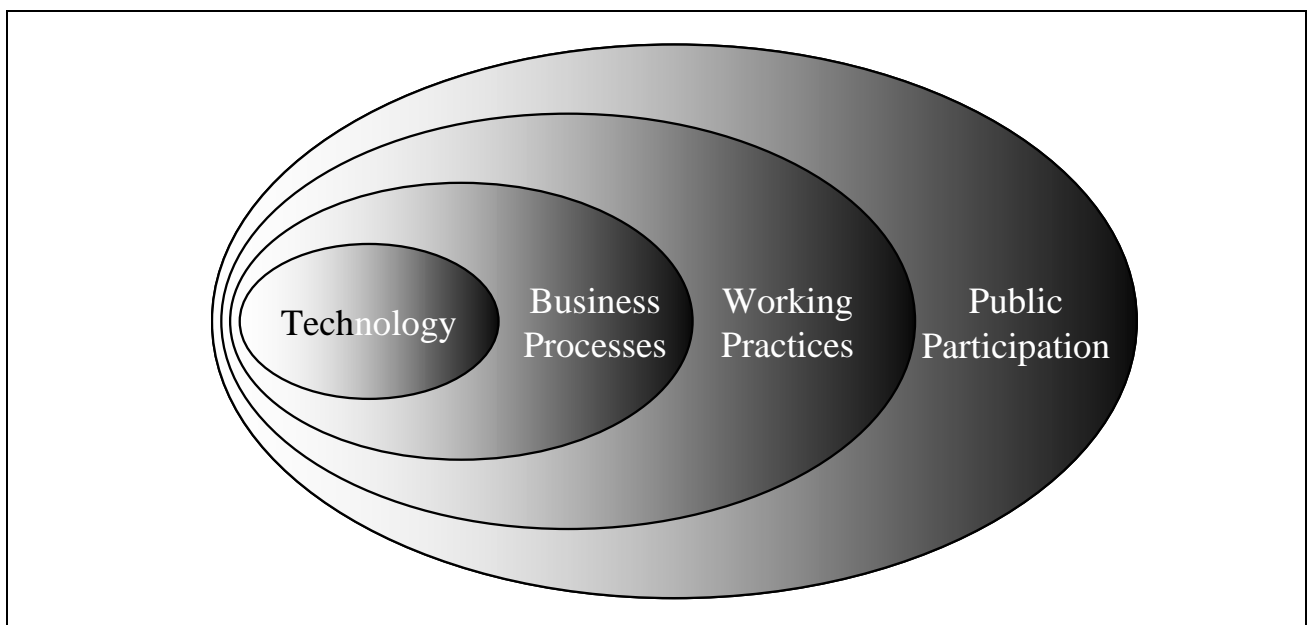 Technology
Business
Processes
Working
Practices
Public
Participation